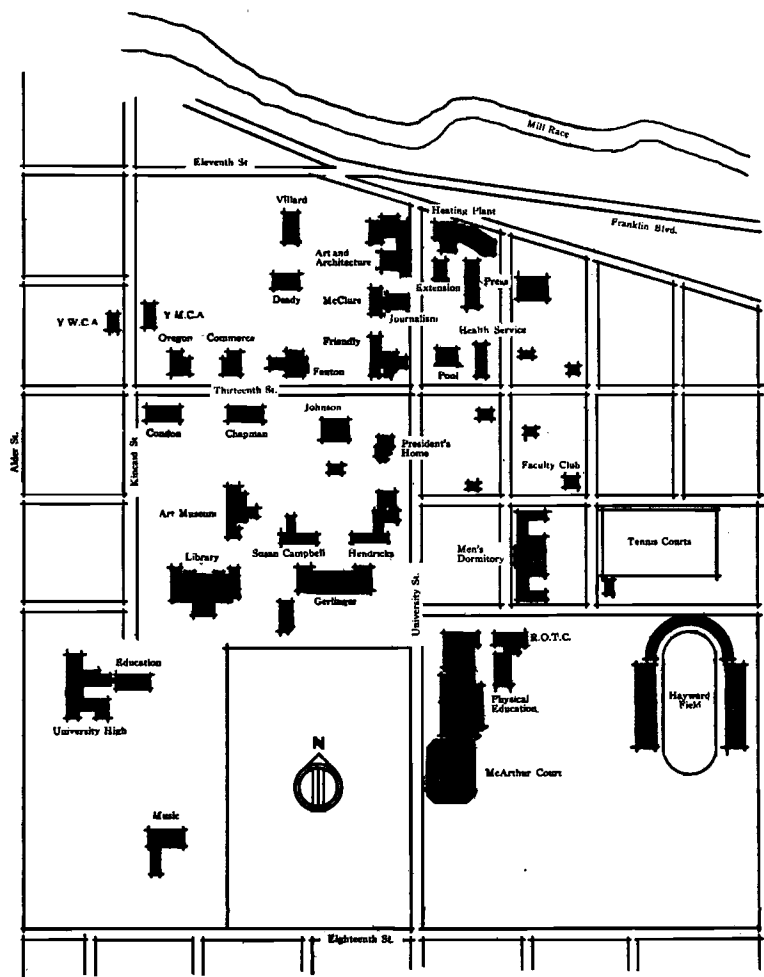 Mill Race
Eleventh St
Franklin Blvd.
Villard
Heating Plant
Art and
Architecture
Extension
Press
Deady
McClure
Journalism
Y W.C.A
Y M.C.A
Oregon
Commerce
Friendly
Health Service
Fenton
Pool
Thirteenth St.
Johnson
Condon
Chapman
President's
Home
Alder St.
Kincaid St
Faculty Club
Art Museum
Susan Campbell
Hendricks
Men's
Dormitory
Tennis Courts
Library
Gerlinger
University St.
R.O.T.C.
Education
Physical
Education
Hayward
Field
University High
N
McArthur Court
Music
Eighteenth St.